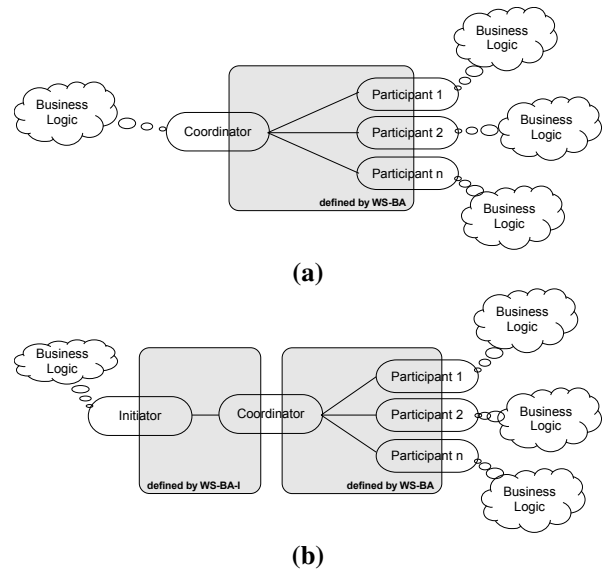 Business
Logic
Participant 1
Business
Logic
Coordinator
Participant 2
Business
Logic
Participant n
defined by WS-BA
Business
Logic
(a)
Business
Logic
Business
Logic
Participant 1
Initiator
Coordinator
Participant 2
Business
Logic
Participant n
defined by WS-BA-I
defined by WS-BA
Business
Logic
(b)